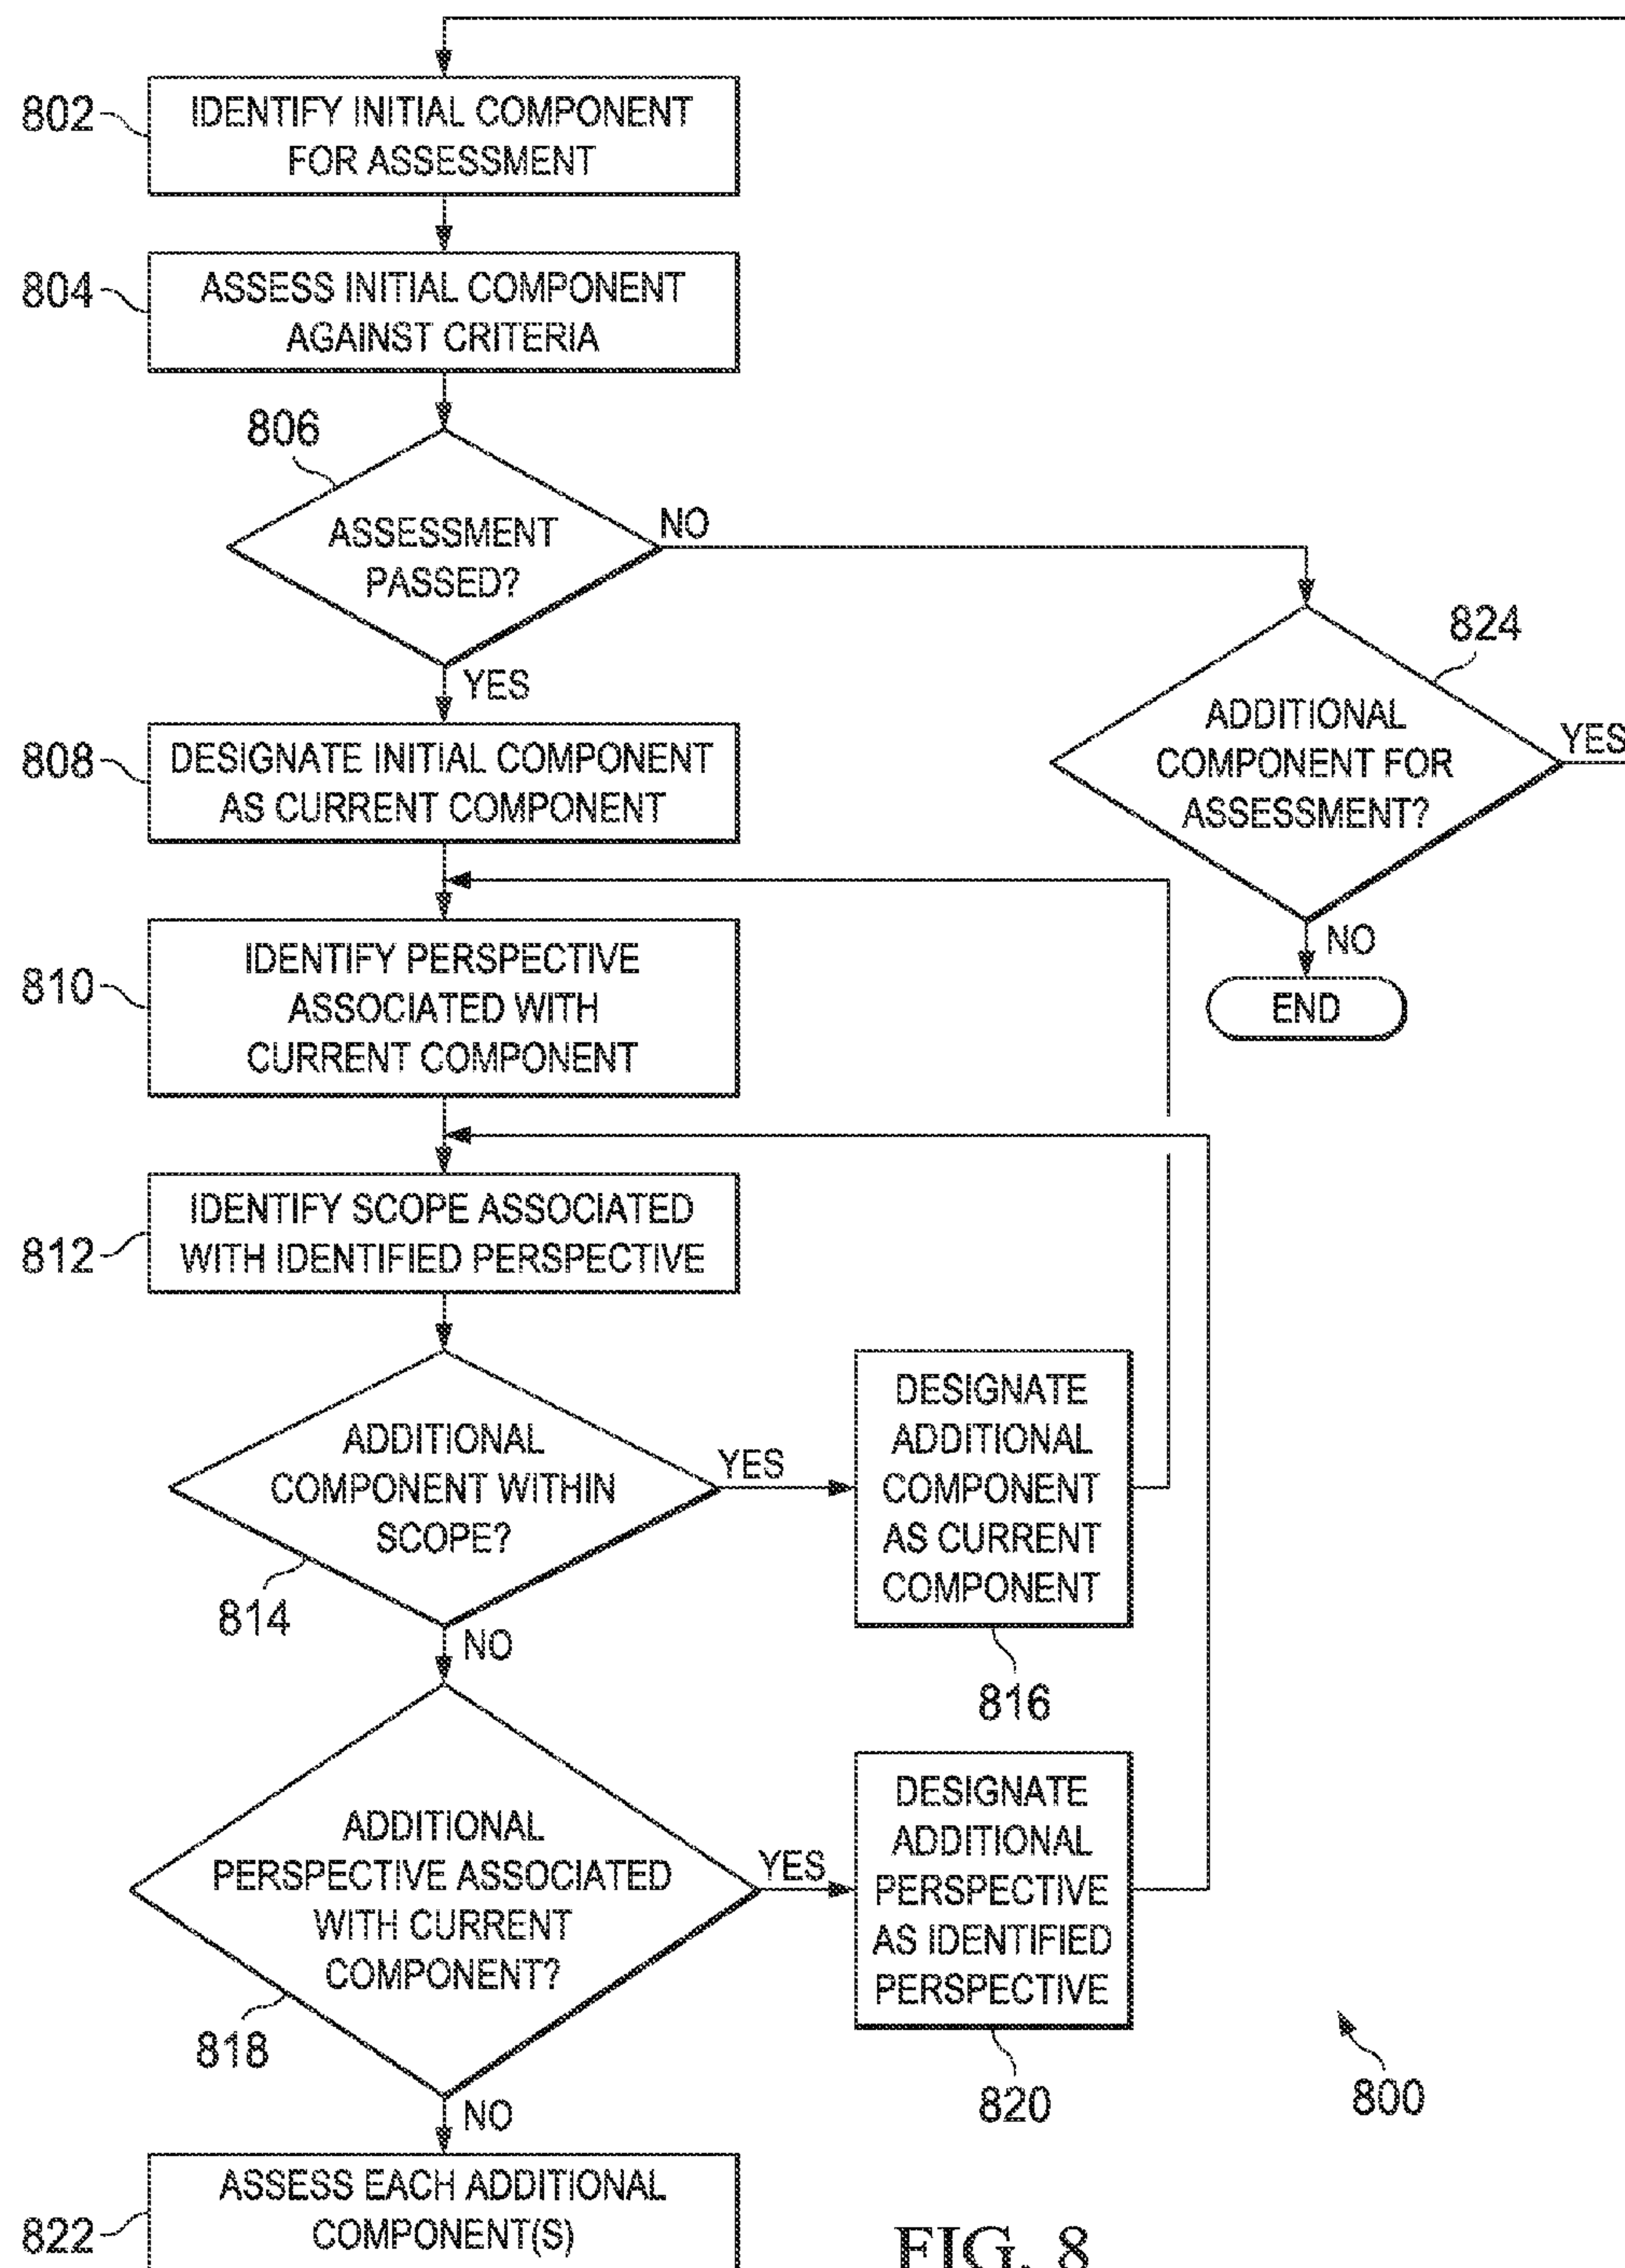 802
IDENTIFY INITIAL COMPONENT
FOR ASSESSMENT
804
ASSESS INITIAL COMPONENT
AGAINST CRITERIA
806
ASSESSMENT
PASSED?
NO
YES
824
ADDITIONAL
COMPONENT FOR
ASSESSMENT?
YES
NO
END
808
DESIGNATE INITIAL COMPONENT
AS CURRENT COMPONENT
810
IDENTIFY PERSPECTIVE
ASSOCIATED WITH
CURRENT COMPONENT
812
IDENTIFY SCOPE ASSOCIATED
WITH IDENTIFIED PERSPECTIVE
814
ADDITIONAL
COMPONENT WITHIN
SCOPE?
YES
NO
DESIGNATE
ADDITIONAL
COMPONENT
AS CURRENT
COMPONENT
816
818
ADDITIONAL
PERSPECTIVE ASSOCIATED
WITH CURRENT
COMPONENT?
YES
NO
DESIGNATE
ADDITIONAL
PERSPECTIVE
AS IDENTIFIED
PERSPECTIVE
820
800
822
ASSESS EACH ADDITIONAL
COMPONENT(S)
FIG. 8